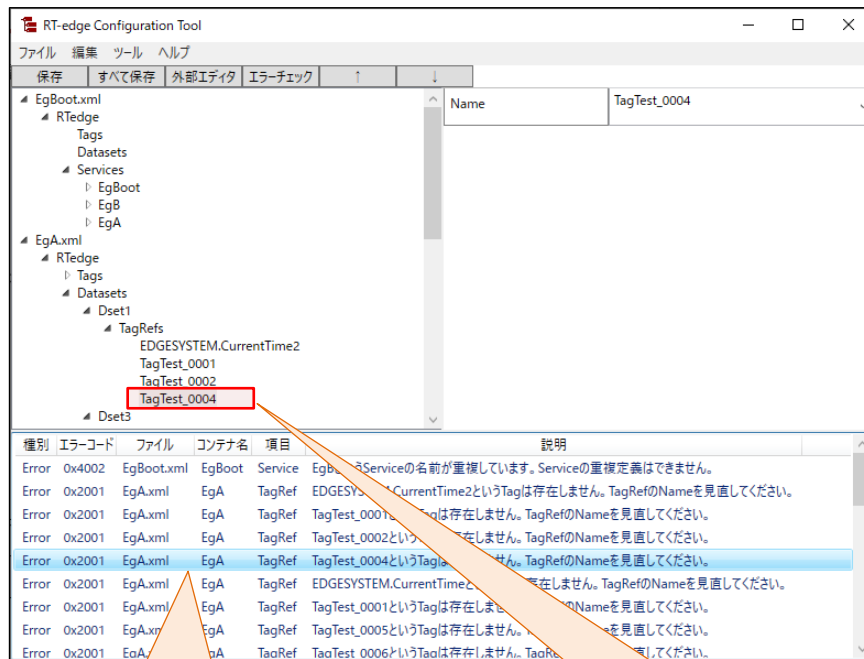 RT-edge Configuration Tool
ファイル 編集 ツール ヘルプ
保存 すべて保存 外部エディタ エラーチェック ↑ ↓
EgBoot.xml
RTedge
Tags
Datasets
Services
EgBoot
EgB
EgA
EgA.xml
RTedge
Tags
Datasets
Dset1
TagRefs
EDGESYSTEM.CurrentTime2
TagTest_0001
TagTest_0002
TagTest_0004
Dset3
Name TagTest_0004
種別 エラーコード ファイル コンテナ名 項目 説明
Error 0x4002 EgBoot.xml EgBoot Service うServiceの名前が重複しています。Serviceの重複定義はできません。
Error 0x2001 EgA.xml EgA TagRef CurrentTime2というTagは存在しません。TagRefのNameを見直してください。
Error 0x2001 EgA.xml EgA TagRef TagTest_0001 は存在しません。TagRefのNameを見直してください。
Error 0x2001 EgA.xml EgA TagRef TagTest_0002という は存在しません。TagRefのNameを見直してください。
Error 0x2001 EgA.xml EgA TagRef TagTest_0004というTag せん。TagRefのNameを見直してください。
Error 0x2001 EgA.xml EgA TagRef EDGESYSTEM.CurrentTime 存在しません。TagRefのNameを見直してください。
Error 0x2001 EgA.xml EgA TagRef TagTest_0001というTagは存在しません Nameを見直してください。
Error 0x2001 EgA.xml EgA TagRef TagTest_0005というTagは存在しません。 を見直してください。
Error 0x2001 EgA.xml TagRef TagTest_0006というTagは存在しません。 直してください。